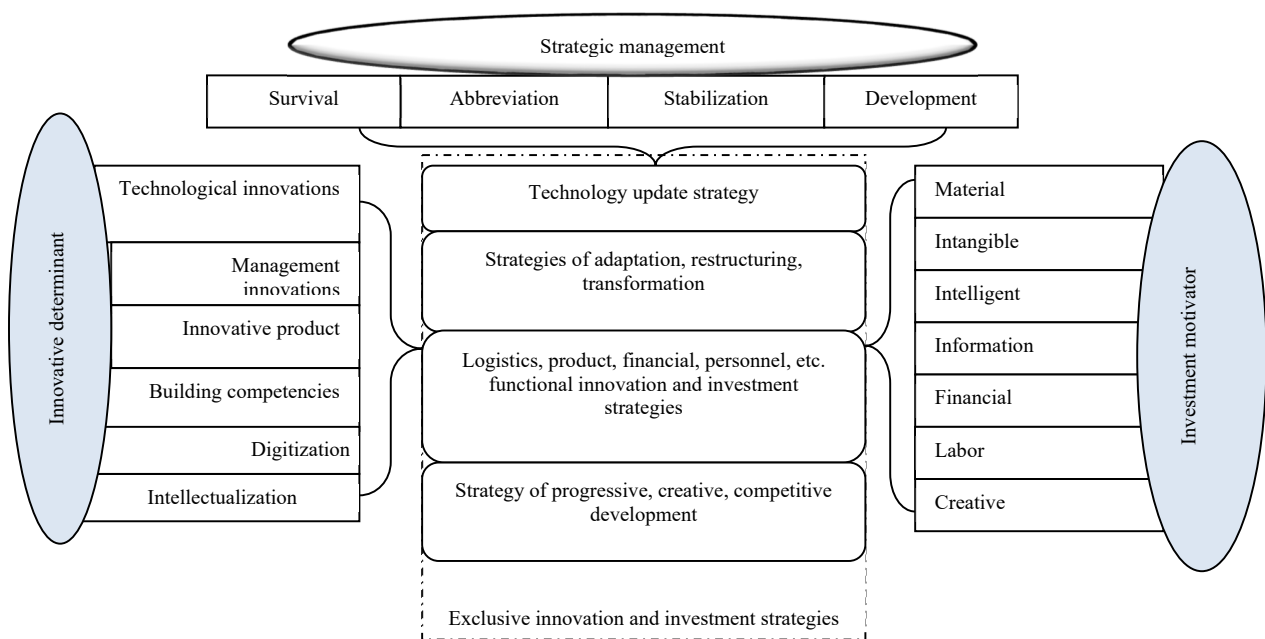 Strategic management
Survival
Abbreviation
Stabilization
Development
Innovative determinant
Technological innovations
Management
innovations
Innovative product
Building competencies
Digitization
Intellectualization
Technology update strategy
Strategies of adaptation, restructuring,
transformation
Logistics, product, financial, personnel, etc.
functional innovation and investment
strategies
Strategy of progressive, creative, competitive
development
Exclusive innovation and investment strategies
Material
Intangible
Intelligent
Information
Financial
Labor
Creative
Investment motivator